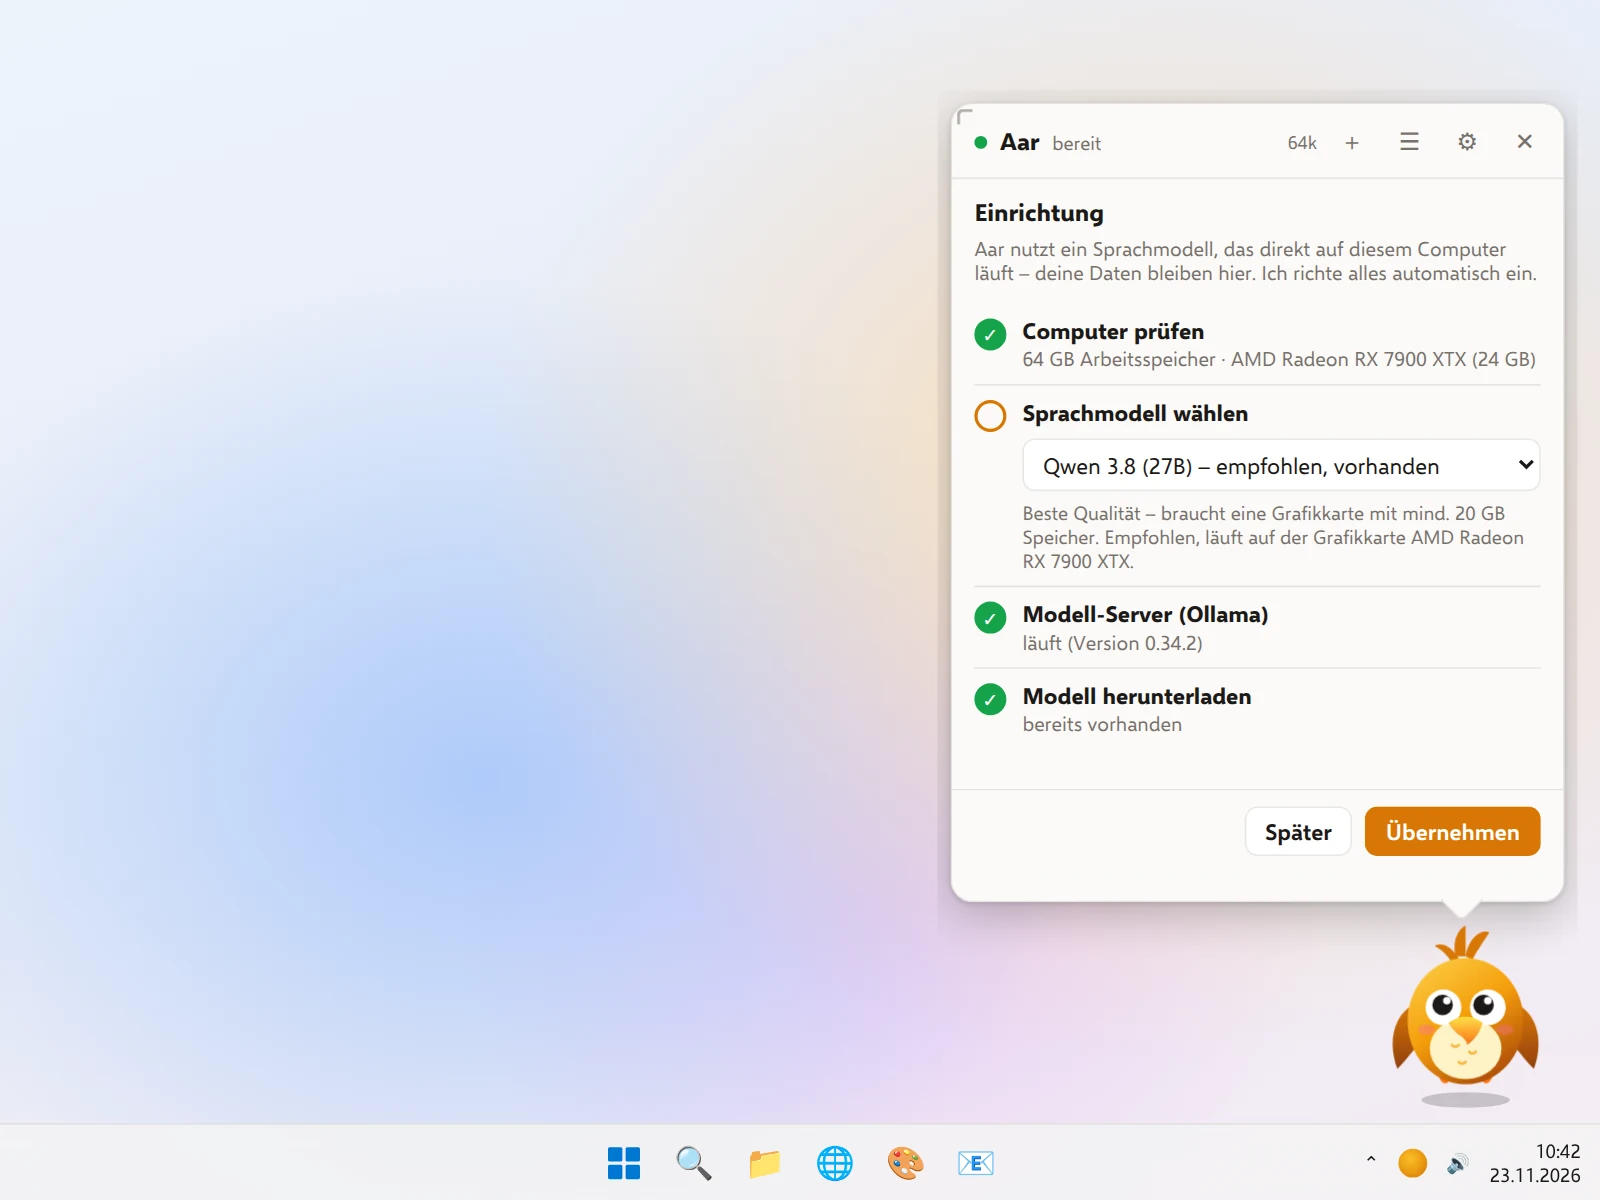 Aar bereit 64k
Einrichtung
Aar nutzt ein Sprachmodell, das direkt auf diesem Computer
läuft – deine Daten bleiben hier. Ich richte alles automatisch ein.
Computer prüfen
64 GB Arbeitsspeicher · AMD Radeon RX 7900 XTX (24 GB)
Sprachmodell wählen
Qwen 3.8 (27B) – empfohlen, vorhanden
Beste Qualität – braucht eine Grafikkarte mit mind. 20 GB
Speicher. Empfohlen, läuft auf der Grafikkarte AMD Radeon
RX 7900 XTX.
Modell-Server (Ollama)
läuft (Version 0.34.2)
Modell herunterladen
bereits vorhanden
Später Übernehmen
10:42
23.11.2026